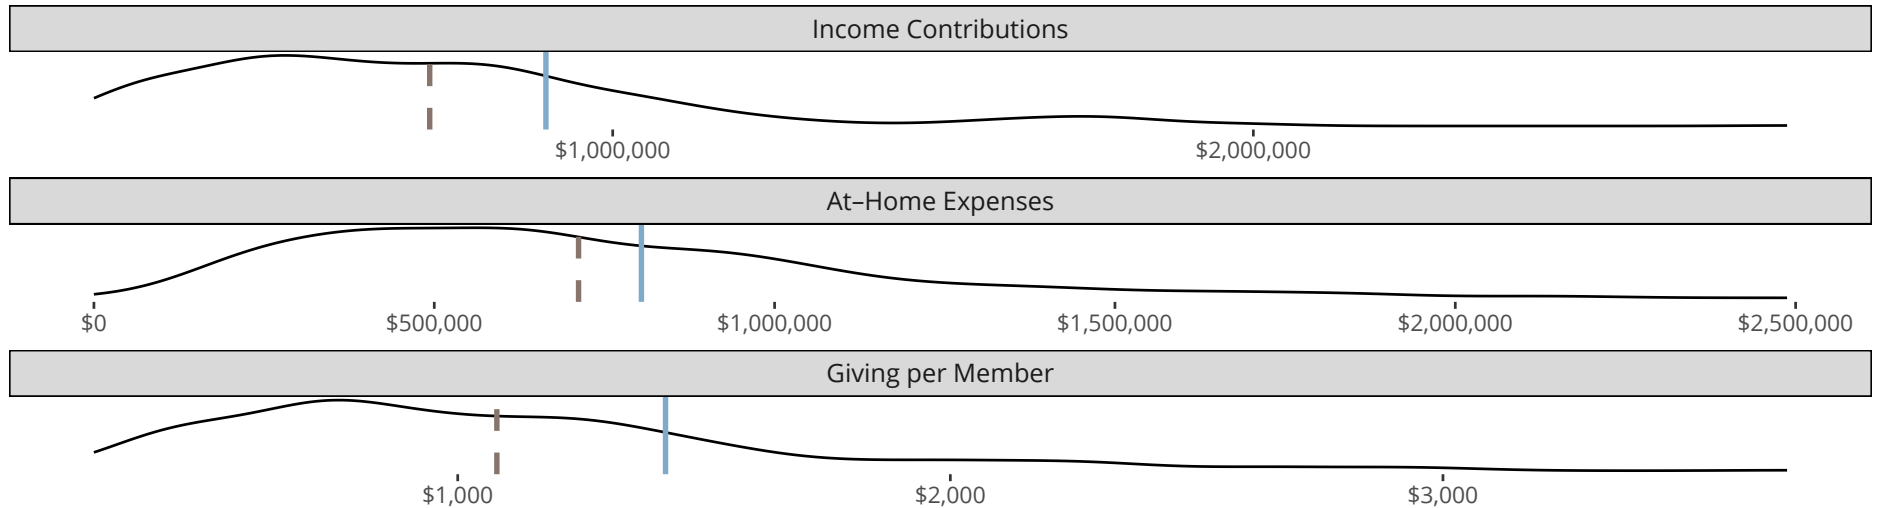 Income Contributions
$1,000,000 $2,000,000
At–Home Expenses
$0 $500,000 $1,000,000 $1,500,000 $2,000,000 $2,500,000
Giving per Member
$1,000 $2,000 $3,000